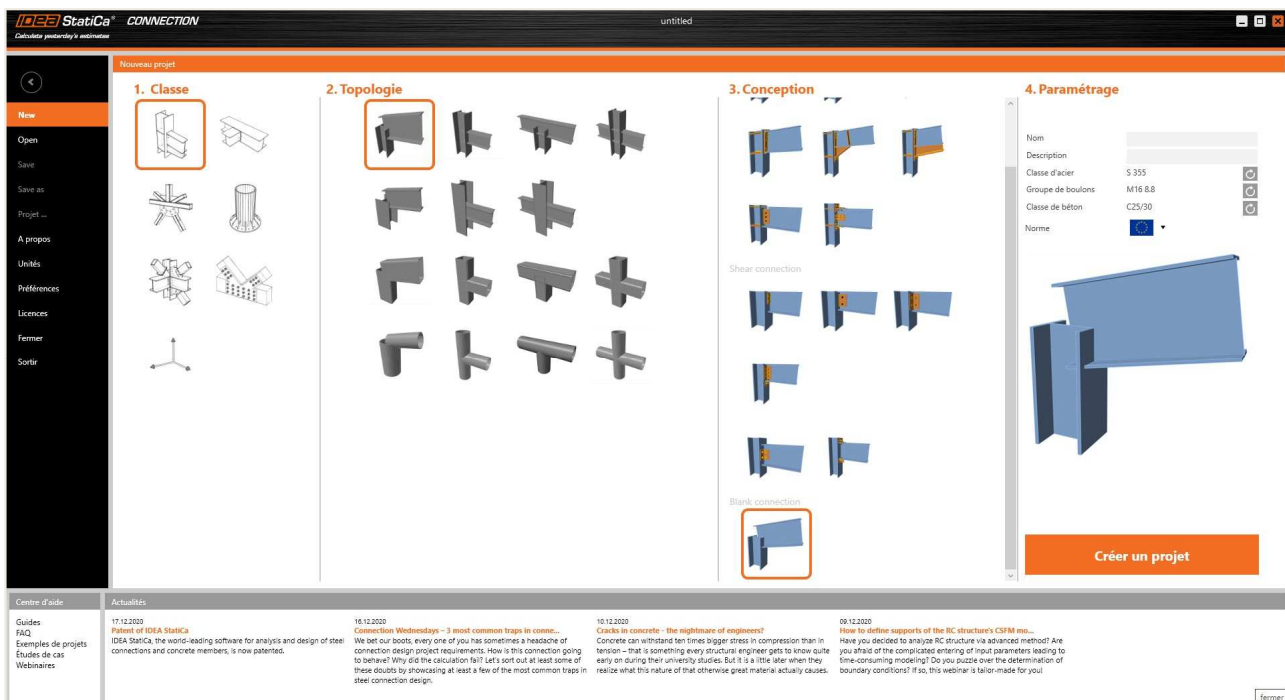 IDEA StatiCa® CONNECTION
untitled
Calculate yesterday's estimates
Nouveau projet
New
Open
Save
Save as
Projet ...
A propos
Unités
Préférences
Licences
Fermer
Sortir
1. Classe
2. Topologie
3. Conception
Shear connection
Blank connection
4. Paramétrage
Nom
Description
Classe d'acier S 355
Groupe de boulons M16 8.8
Classe de béton C25/30
Norme
Créer un projet
Centre d'aide
Guides
FAQ
Exemples de projets
Études de cas
Webinaires
Actualités
17.12.2020
Patent of IDEA StatiCa
IDEA StatiCa, the world-leading software for analysis and design of steel
connections and concrete members, is now patented.
16.12.2020
Connection Wednesdays – 3 most common traps in conne...
We bet our boots, every one of you has sometimes a headache of
connection design project requirements. How is this connection going
to behave? Why did the calculation fail? Let's sort out at least some of
these doubts by showcasing at least a few of the most common traps in
steel connection design.
10.12.2020
Cracks in concrete - the nightmare of engineers?
Concrete can withstand ten times bigger stress in compression than in
tension – that is something every structural engineer gets to know quite
early on during their university studies. But it is a little later when they
realize what this nature of that otherwise great material actually causes.
09.12.2020
How to define supports of the RC structure's CSFM mo...
Have you decided to analyze RC structure via advanced method? Are
you afraid of the complicated entering of input parameters leading to
time-consuming modeling? Do you puzzle over the determination of
boundary conditions? If so, this webinar is tailor-made for you!
fermer